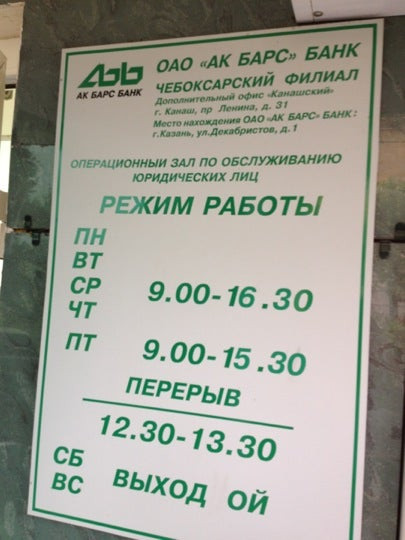 АК БАРС БАНК
ОАО «АК БАРС» БАНК
ЧЕБОКСАРСКИЙ ФИЛИАЛ
Дополнительный офис «Канашский»
г. Канаш, пр Ленина, д. 31
Место нахождения ОАО «АК БАРС» БАНК:
г.Казань, ул.Декабристов, д.1
ОПЕРАЦИОННЫЙ ЗАЛ ПО ОБСЛУЖИВАНИЮ
ЮРИДИЧЕСКИХ ЛИЦ
РЕЖИМ РАБОТЫ
ПН
ВТ
СР 9.00-16.30
ЧТ
ПТ 9.00-15.30
ПЕРЕРЫВ
12.30-13.30
СБ
ВС ВЫХОД ОЙ